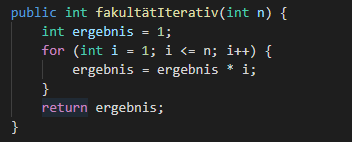 public int fakultätIterativ(int n) {
    int ergebnis = 1;
    for (int i = 1; i <= n; i++) {
        ergebnis = ergebnis * i;
    }
    return ergebnis;
}